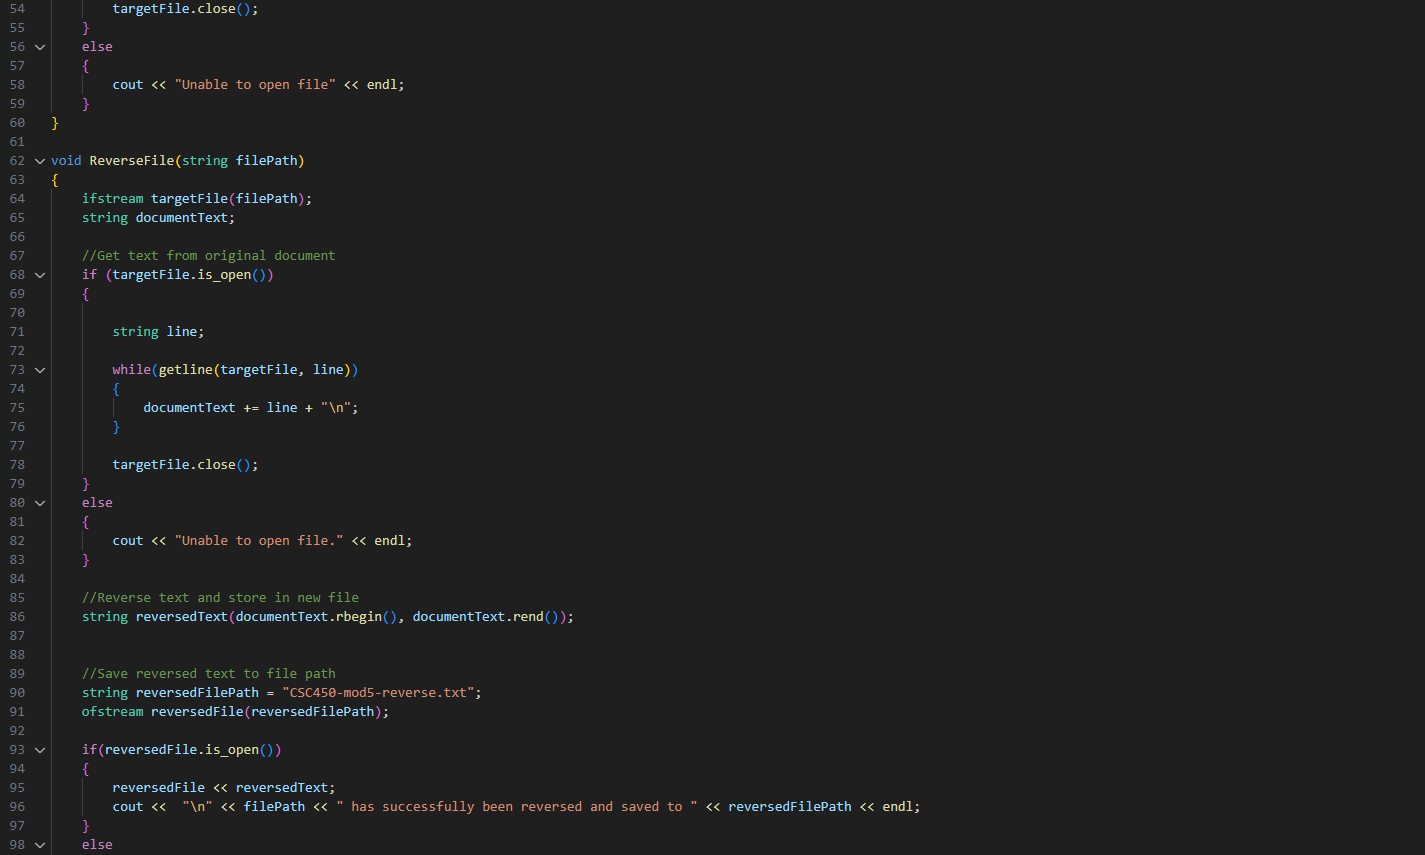 54 targetFile.close();
55 }
56 else
57 {
58 cout << "Unable to open file" << endl;
59 }
60 }
61
62 void ReverseFile(string filePath)
63 {
64 ifstream targetFile(filePath);
65 string documentText;
66
67 //Get text from original document
68 if (targetFile.is_open())
69 {
70
71 string line;
72
73 while(getline(targetFile, line))
74 {
75 documentText += line + "\n";
76 }
77
78 targetFile.close();
79 }
80 else
81 {
82 cout << "Unable to open file." << endl;
83 }
84
85 //Reverse text and store in new file
86 string reversedText(documentText.rbegin(), documentText.rend());
87
88
89 //Save reversed text to file path
90 string reversedFilePath = "CSC450-mod5-reverse.txt";
91 ofstream reversedFile(reversedFilePath);
92
93 if(reversedFile.is_open())
94 {
95 reversedFile << reversedText;
96 cout <<  "\n" << filePath << " has successfully been reversed and saved to " << reversedFilePath << endl;
97 }
98 else